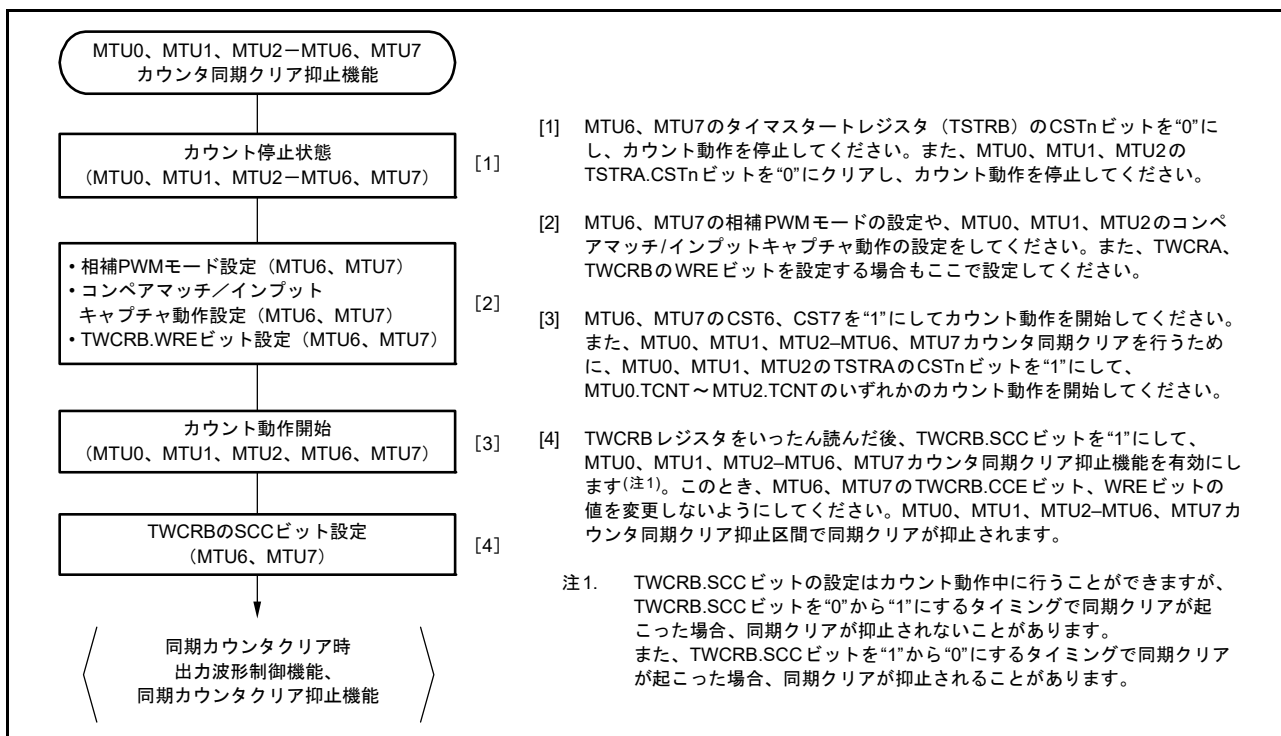 MTU0、MTU1、MTU2－MTU6、MTU7
カウンタ同期クリア抑止機能
カウント停止状態
（MTU0、MTU1、MTU2－MTU6、MTU7）
[1]
• 相補PWMモード設定（MTU6、MTU7）
• コンペアマッチ／インプット
キャプチャ動作設定（MTU6、MTU7）
• TWCRB.WREビット設定（MTU6、MTU7）
[2]
カウント動作開始
（MTU0、MTU1、MTU2、MTU6、MTU7）
[3]
TWCRBのSCCビット設定
（MTU6、MTU7）
[4]
同期カウンタクリア時
出力波形制御機能、
同期カウンタクリア抑止機能
[1] MTU6、MTU7のタイマスタートレジスタ（TSTRB）のCSTnビットを“0”に
し、カウント動作を停止してください。また、MTU0、MTU1、MTU2の
TSTRA.CSTnビットを“0”にクリアし、カウント動作を停止してください。
[2] MTU6、MTU7の相補PWMモードの設定や、MTU0、MTU1、MTU2のコンペ
アマッチ/インプットキャプチャ動作の設定をしてください。また、TWCRA、
TWCRBのWREビットを設定する場合もここで設定してください。
[3] MTU6、MTU7のCST6、CST7を“1”にしてカウント動作を開始してください。
また、MTU0、MTU1、MTU2–MTU6、MTU7カウンタ同期クリアを行うため
に、MTU0、MTU1、MTU2のTSTRAのCSTnビットを“1”にして、
MTU0.TCNT～MTU2.TCNTのいずれかのカウント動作を開始してください。
[4] TWCRBレジスタをいったん読んだ後、TWCRB.SCCビットを“1”にして、
MTU0、MTU1、MTU2–MTU6、MTU7カウンタ同期クリア抑止機能を有効にし
ます(注1)。このとき、MTU6、MTU7のTWCRB.CCEビット、WREビットの
値を変更しないようにしてください。MTU0、MTU1、MTU2–MTU6、MTU7カ
ウンタ同期クリア抑止区間で同期クリアが抑止されます。
注1. TWCRB.SCCビットの設定はカウント動作中に行うことができますが、
TWCRB.SCCビットを“0”から“1”にするタイミングで同期クリアが起
こった場合、同期クリアが抑止されないことがあります。
また、TWCRB.SCCビットを“1”から“0”にするタイミングで同期クリア
が起こった場合、同期クリアが抑止されることがあります。